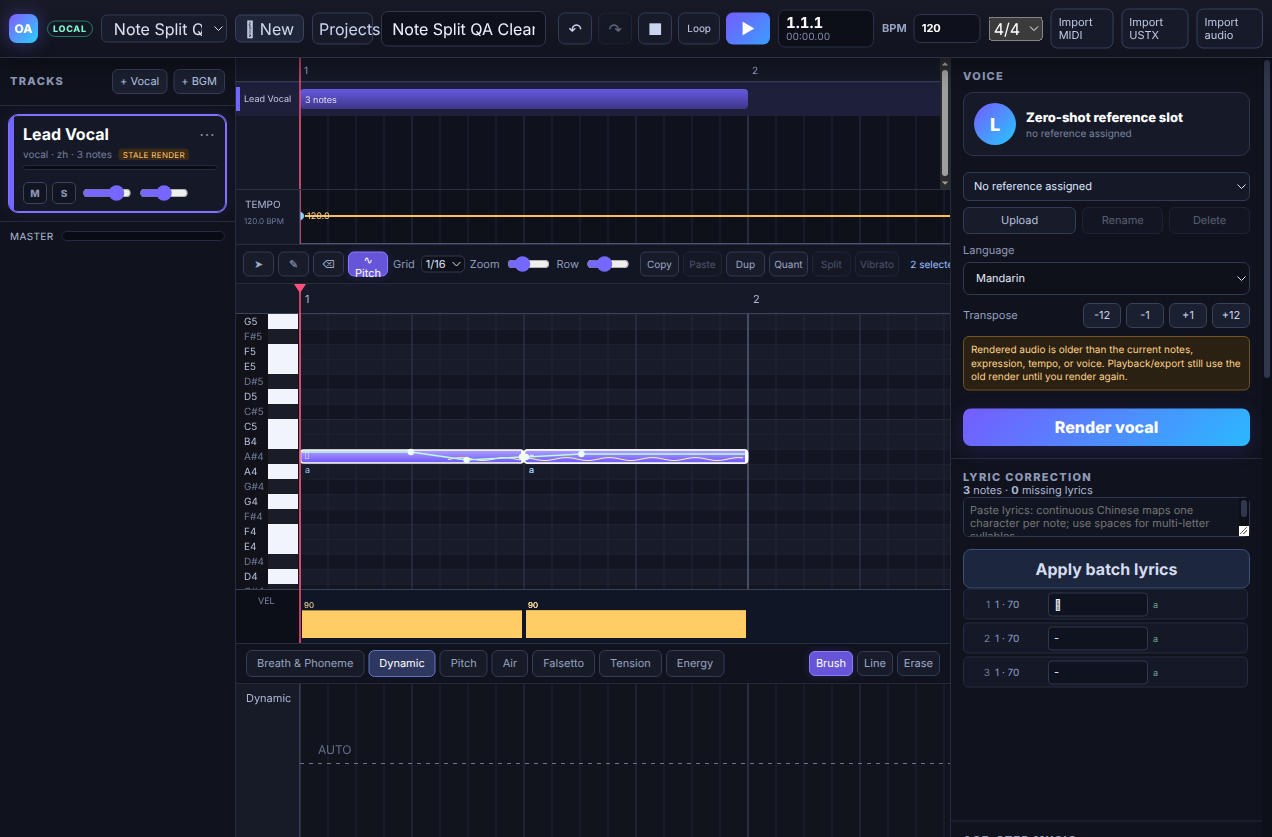 OA LOCAL Note Split Q New Projects Note Split QA Clear Loop 1.1.1 00:00.00 BPM 120 4/4 Import MIDI Import USTX Import audio
TRACKS + Vocal + BGM
Lead Vocal ...
vocal · zh · 3 notes STALE RENDER
M S
MASTER
1 2
Lead Vocal 3 notes
TEMPO
120.0 BPM 120.0
Pitch Grid 1/16 Zoom Row Copy Paste Dup Quant Split Vibrato 2 selecte
1 2
G5
F#5
F5
E5
D#5
D5
C#5
C5
B4
A#4
A4 a a
G#4
G4
F#4
F4
E4
D#4
D4
VEL 90 90
Breath & Phoneme Dynamic Pitch Air Falsetto Tension Energy Brush Line Erase
Dynamic
AUTO
VOICE
L Zero-shot reference slot
no reference assigned
No reference assigned
Upload Rename Delete
Language
Mandarin
Transpose -12 -1 +1 +12
Rendered audio is older than the current notes,
expression, tempo, or voice. Playback/export still use the
old render until you render again.
Render vocal
LYRIC CORRECTION
3 notes · 0 missing lyrics
Paste lyrics: continuous Chinese maps one
character per note; use spaces for multi-letter
syllables
Apply batch lyrics
1 1 · 70 a
2 1 · 70 - a
3 1 · 70 - a